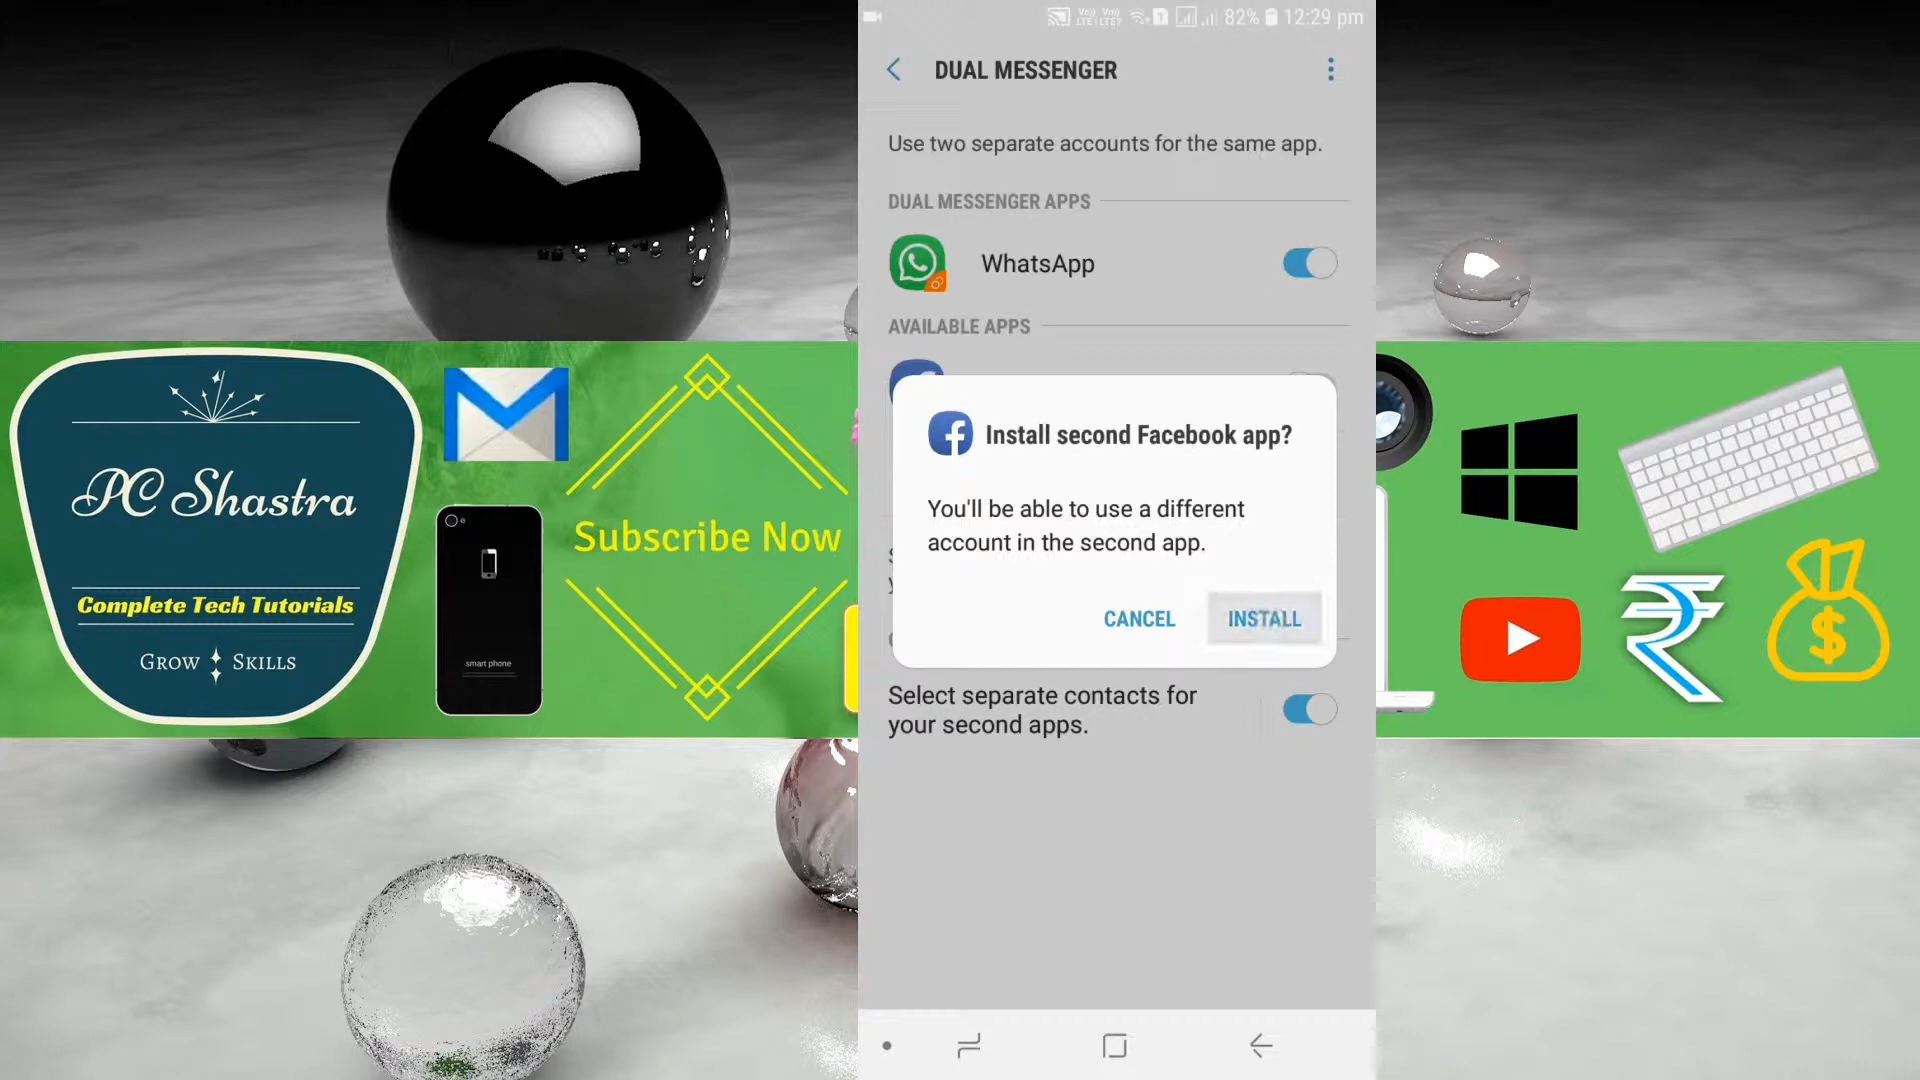 82% 12:29 pm
DUAL MESSENGER
Use two separate accounts for the same app.
DUAL MESSENGER APPS
WhatsApp
AVAILABLE APPS
Install second Facebook app?
You'll be able to use a different
account in the second app.
CANCEL INSTALL
Select separate contacts for
your second apps.
PC Shastra
Complete Tech Tutorials
GROW SKILLS
smart phone
Subscribe Now